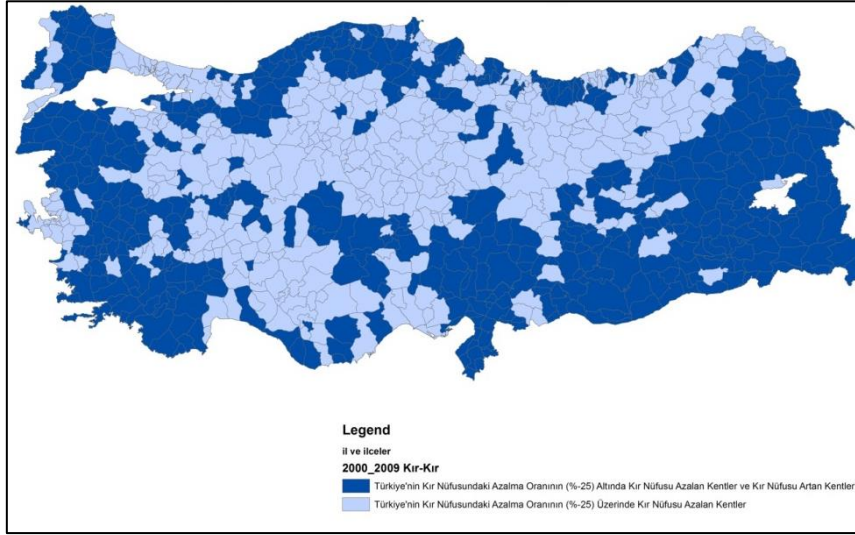 Legend
il ve ilceler
2000_2009 Kır-Kır
Türkiye'nin Kır Nüfusundaki Azalma Oranının (%-25) Altında Kır Nüfusu Azalan Kentler ve Kır Nüfusu Artan Kentler
Türkiye'nin Kır Nüfusundaki Azalma Oranının (%-25) Üzerinde Kır Nüfusu Azalan Kentler